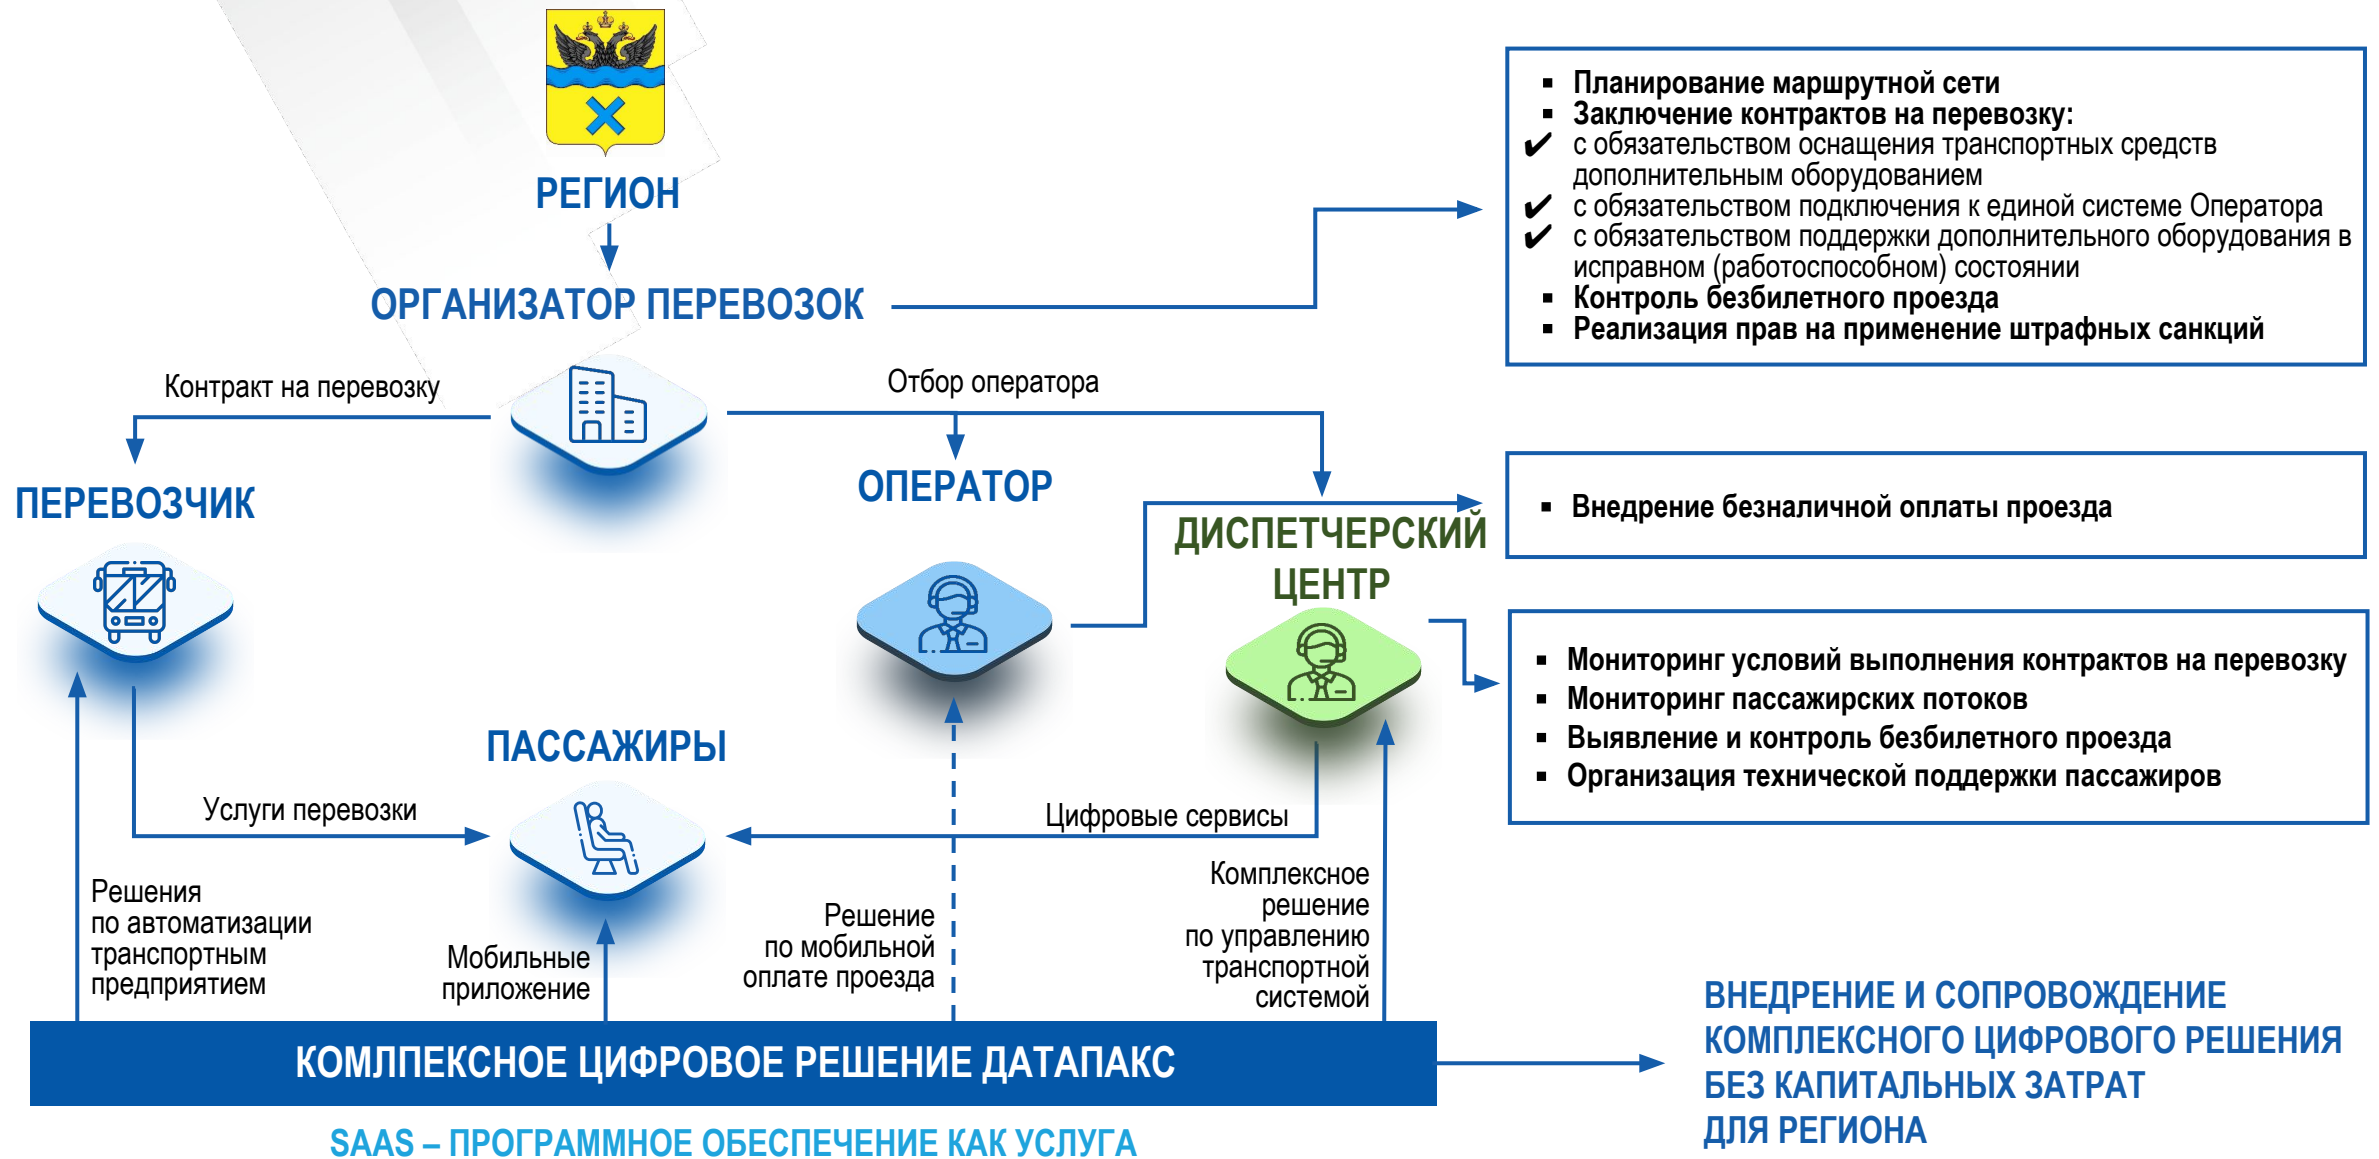 РЕГИОН
ОРГАНИЗАТОР ПЕРЕВОЗОК
▪ Планирование маршрутной сети
▪ Заключение контрактов на перевозку:
✔ с обязательством оснащения транспортных средств
дополнительным оборудованием
✔ с обязательством подключения к единой системе Оператора
✔ с обязательством поддержки дополнительного оборудования в
исправном (работоспособном) состоянии
▪ Контроль безбилетного проезда
▪ Реализация прав на применение штрафных санкций
Контракт на перевозку
Отбор оператора
ПЕРЕВОЗЧИК
ОПЕРАТОР
ДИСПЕТЧЕРСКИЙ
ЦЕНТР
▪ Внедрение безналичной оплаты проезда
▪ Мониторинг условий выполнения контрактов на перевозку
▪ Мониторинг пассажирских потоков
▪ Выявление и контроль безбилетного проезда
▪ Организация технической поддержки пассажиров
ПАССАЖИРЫ
Услуги перевозки
Цифровые сервисы
Решения
по автоматизации
транспортным
предприятием
Мобильные
приложение
Решение
по мобильной
оплате проезда
Комплексное
решение
по управлению
транспортной
системой
КОМЛПЕКСНОЕ ЦИФРОВОЕ РЕШЕНИЕ ДАТАПАКС
SAAS – ПРОГРАММНОЕ ОБЕСПЕЧЕНИЕ КАК УСЛУГА
ВНЕДРЕНИЕ И СОПРОВОЖДЕНИЕ
КОМПЛЕКСНОГО ЦИФРОВОГО РЕШЕНИЯ
БЕЗ КАПИТАЛЬНЫХ ЗАТРАТ
ДЛЯ РЕГИОНА